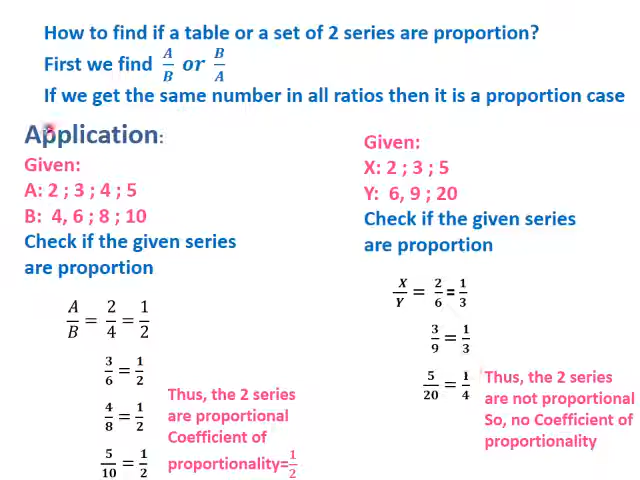 How to find if a table or a set of 2 series are proportion?
First we find A/B or B/A
If we get the same number in all ratios then it is a proportion case
Application:
Given:
A: 2 ; 3 ; 4 ; 5
B: 4, 6 ; 8 ; 10
Check if the given series
are proportion
A/B = 2/4 = 1/2
3/6 = 1/2
4/8 = 1/2
5/10 = 1/2
Thus, the 2 series
are proportional
Coefficient of
proportionality=1/2
Given:
X: 2 ; 3 ; 5
Y: 6, 9 ; 20
Check if the given series
are proportion
X/Y = 2/6 = 1/3
3/9 = 1/3
5/20 = 1/4
Thus, the 2 series
are not proportional
So, no Coefficient of
proportionality